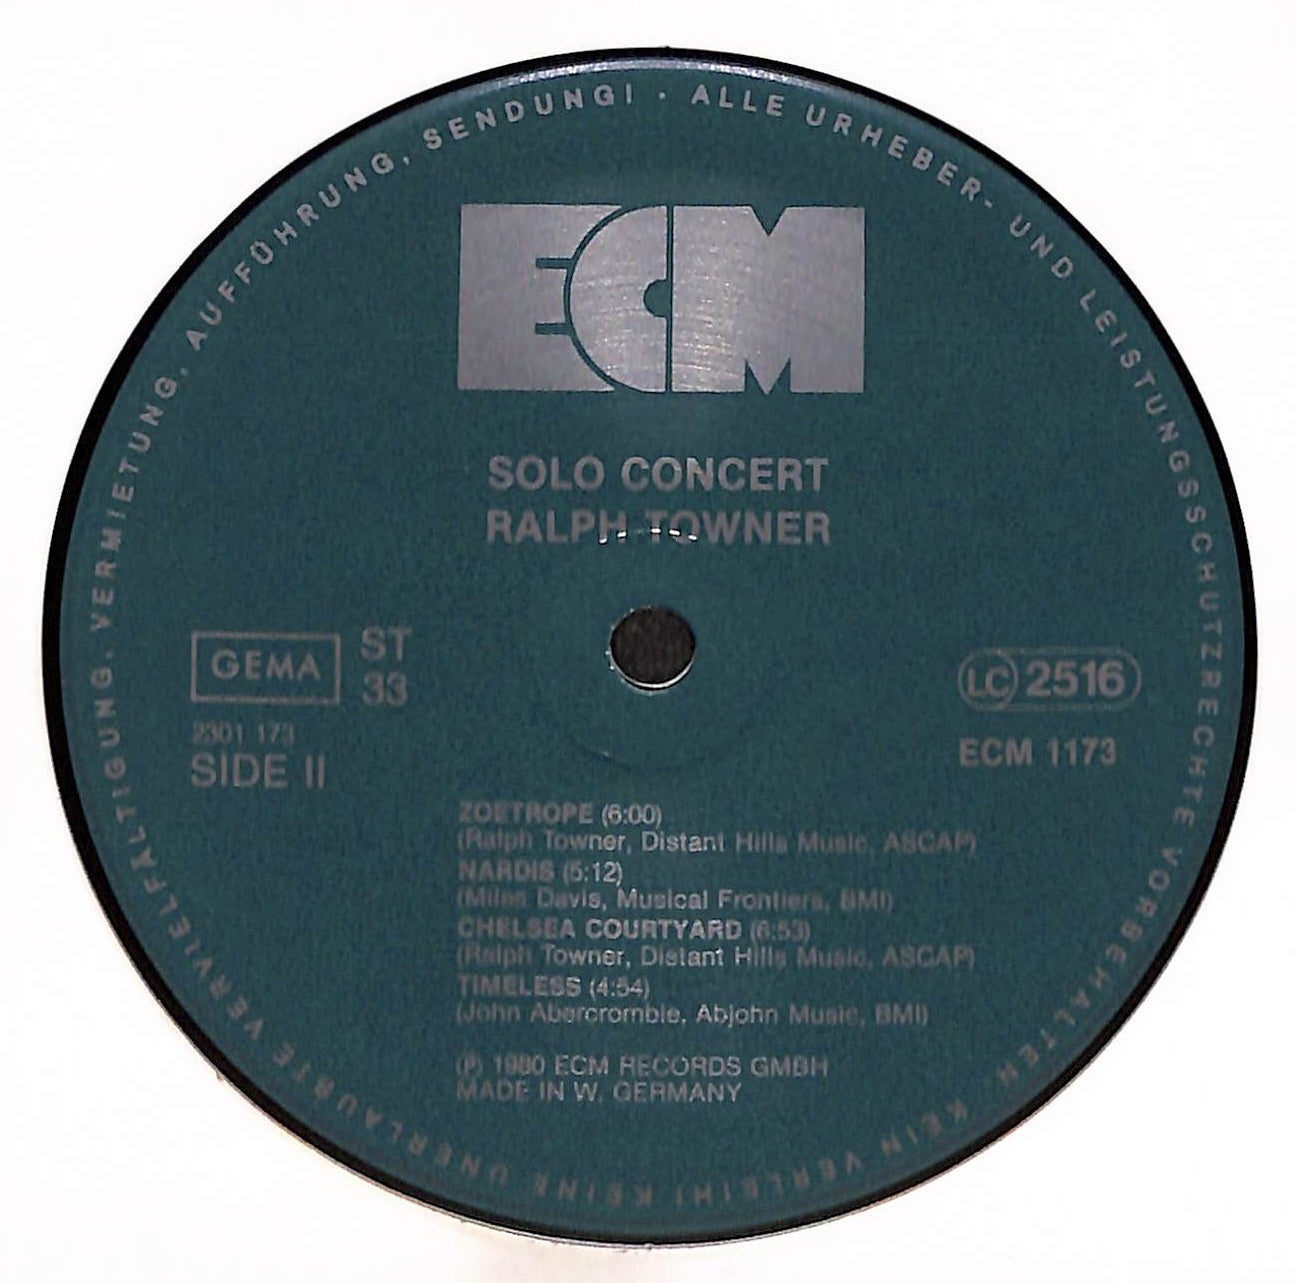 ALLE URHEBER- UND LEISTUNGSSCHUTZRECHTE VORBEHALTEN. KEIN VERLEIH! KEINE UNERLAUBTE VERVIELFÄLTIGUNG, VERMIETUNG, AUFFÜHRUNG, SENDUNG! ·
ECM
SOLO CONCERT
RALPH TOWNER
GEMA
ST
33
2301 173
SIDE II
LC 2516
ECM 1173
ZOETROPE (6:00)
(Ralph Towner, Distant Hills Music, ASCAP)
NARDIS (5:12)
(Miles Davis, Musical Frontiers, BMI)
CHELSEA COURTYARD (6:53)
(Ralph Towner, Distant Hills Music, ASCAP)
TIMELESS (4:54)
(John Abercrombie, Abjohn Music, BMI)
Ⓟ 1980 ECM RECORDS GMBH
MADE IN W. GERMANY